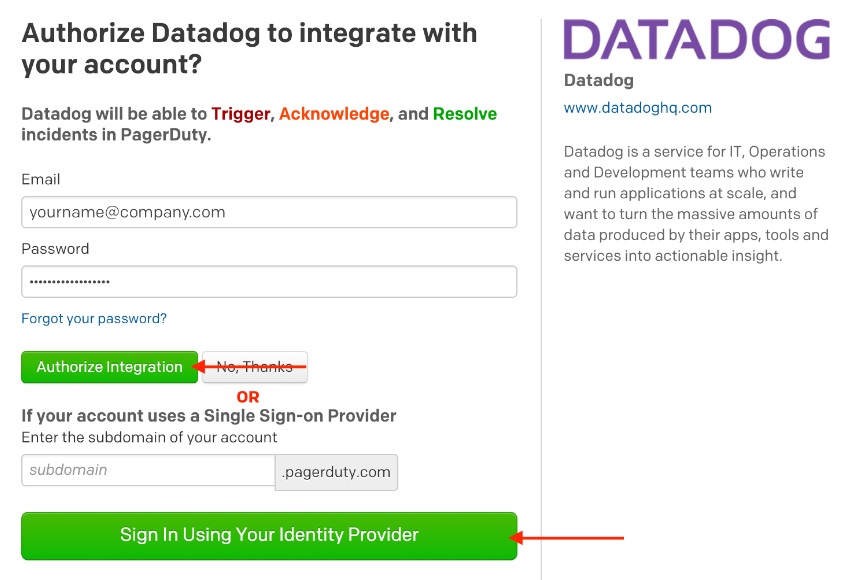 Authorize Datadog to integrate with
your account?
Datadog will be able to Trigger, Acknowledge, and Resolve
incidents in PagerDuty.
Email
yourname@company.com
Password
••••••••••••••••••
Forgot your password?
Authorize Integration
No, Thanks
OR
If your account uses a Single Sign-on Provider
Enter the subdomain of your account
subdomain
.pagerduty.com
Sign In Using Your Identity Provider
DATADOG
Datadog
www.datadoghq.com
Datadog is a service for IT, Operations
and Development teams who write
and run applications at scale, and
want to turn the massive amounts of
data produced by their apps, tools and
services into actionable insight.